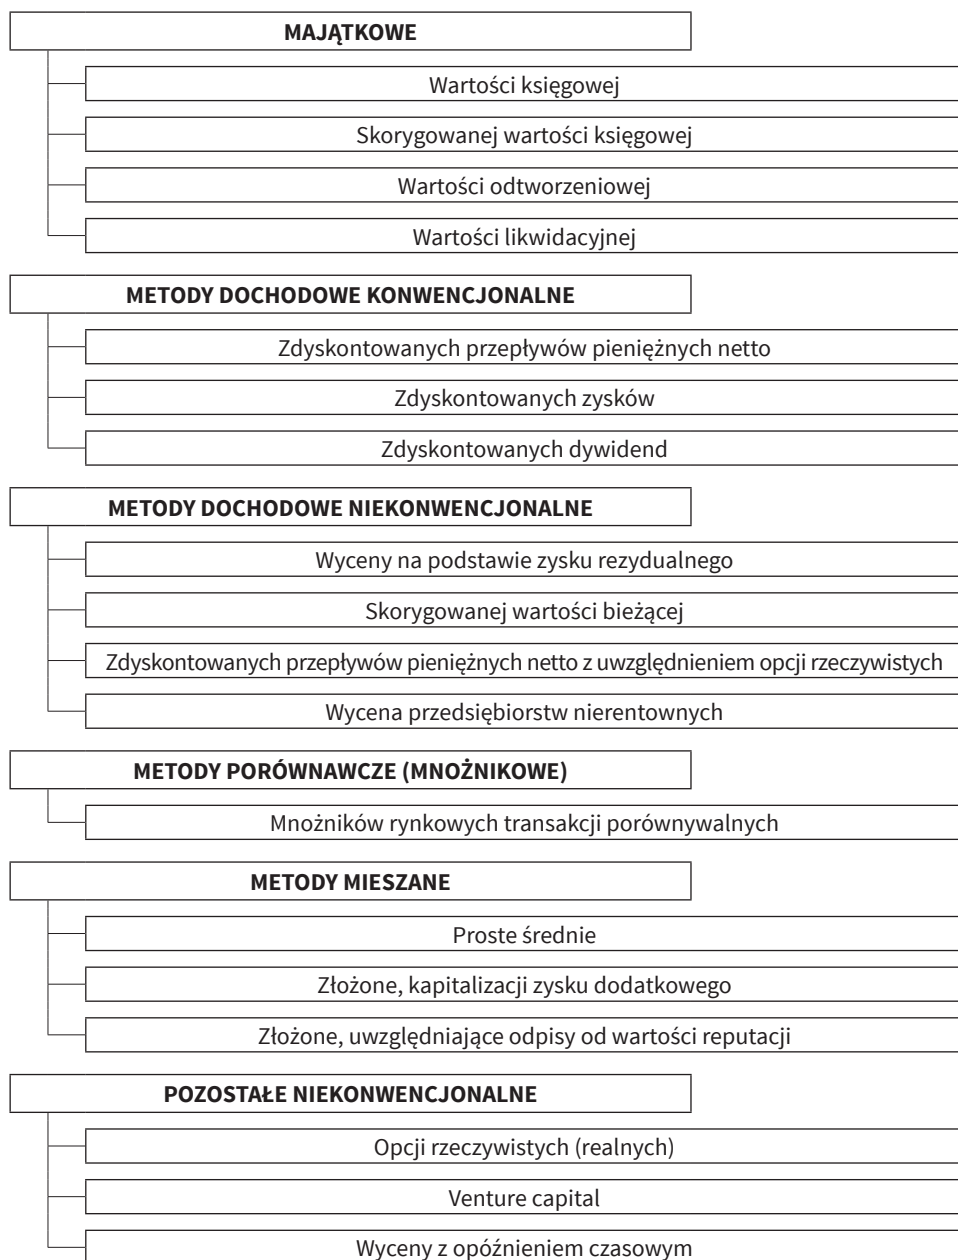 MAJĄTKOWE
Wartości księgowej
Skorygowanej wartości księgowej
Wartości odtworzeniowej
Wartości likwidacyjnej
METODY DOCHODOWE KONWENCJONALNE
Zdyskontowanych przepływów pieniężnych netto
Zdyskontowanych zysków
Zdyskontowanych dywidend
METODY DOCHODOWE NIEKONWENCJONALNE
Wyceny na podstawie zysku rezydualnego
Skorygowanej wartości bieżącej
Zdyskontowanych przepływów pieniężnych netto z uwzględnieniem opcji rzeczywistych
Wycena przedsiębiorstw nierentownych
METODY PORÓWNAWCZE (MNOŻNIKOWE)
Mnożników rynkowych transakcji porównywalnych
METODY MIESZANE
Proste średnie
Złożone, kapitalizacji zysku dodatkowego
Złożone, uwzględniające odpisy od wartości reputacji
POZOSTAŁE NIEKONWENCJONALNE
Opcji rzeczywistych (realnych)
Venture capital
Wyceny z opóźnieniem czasowym